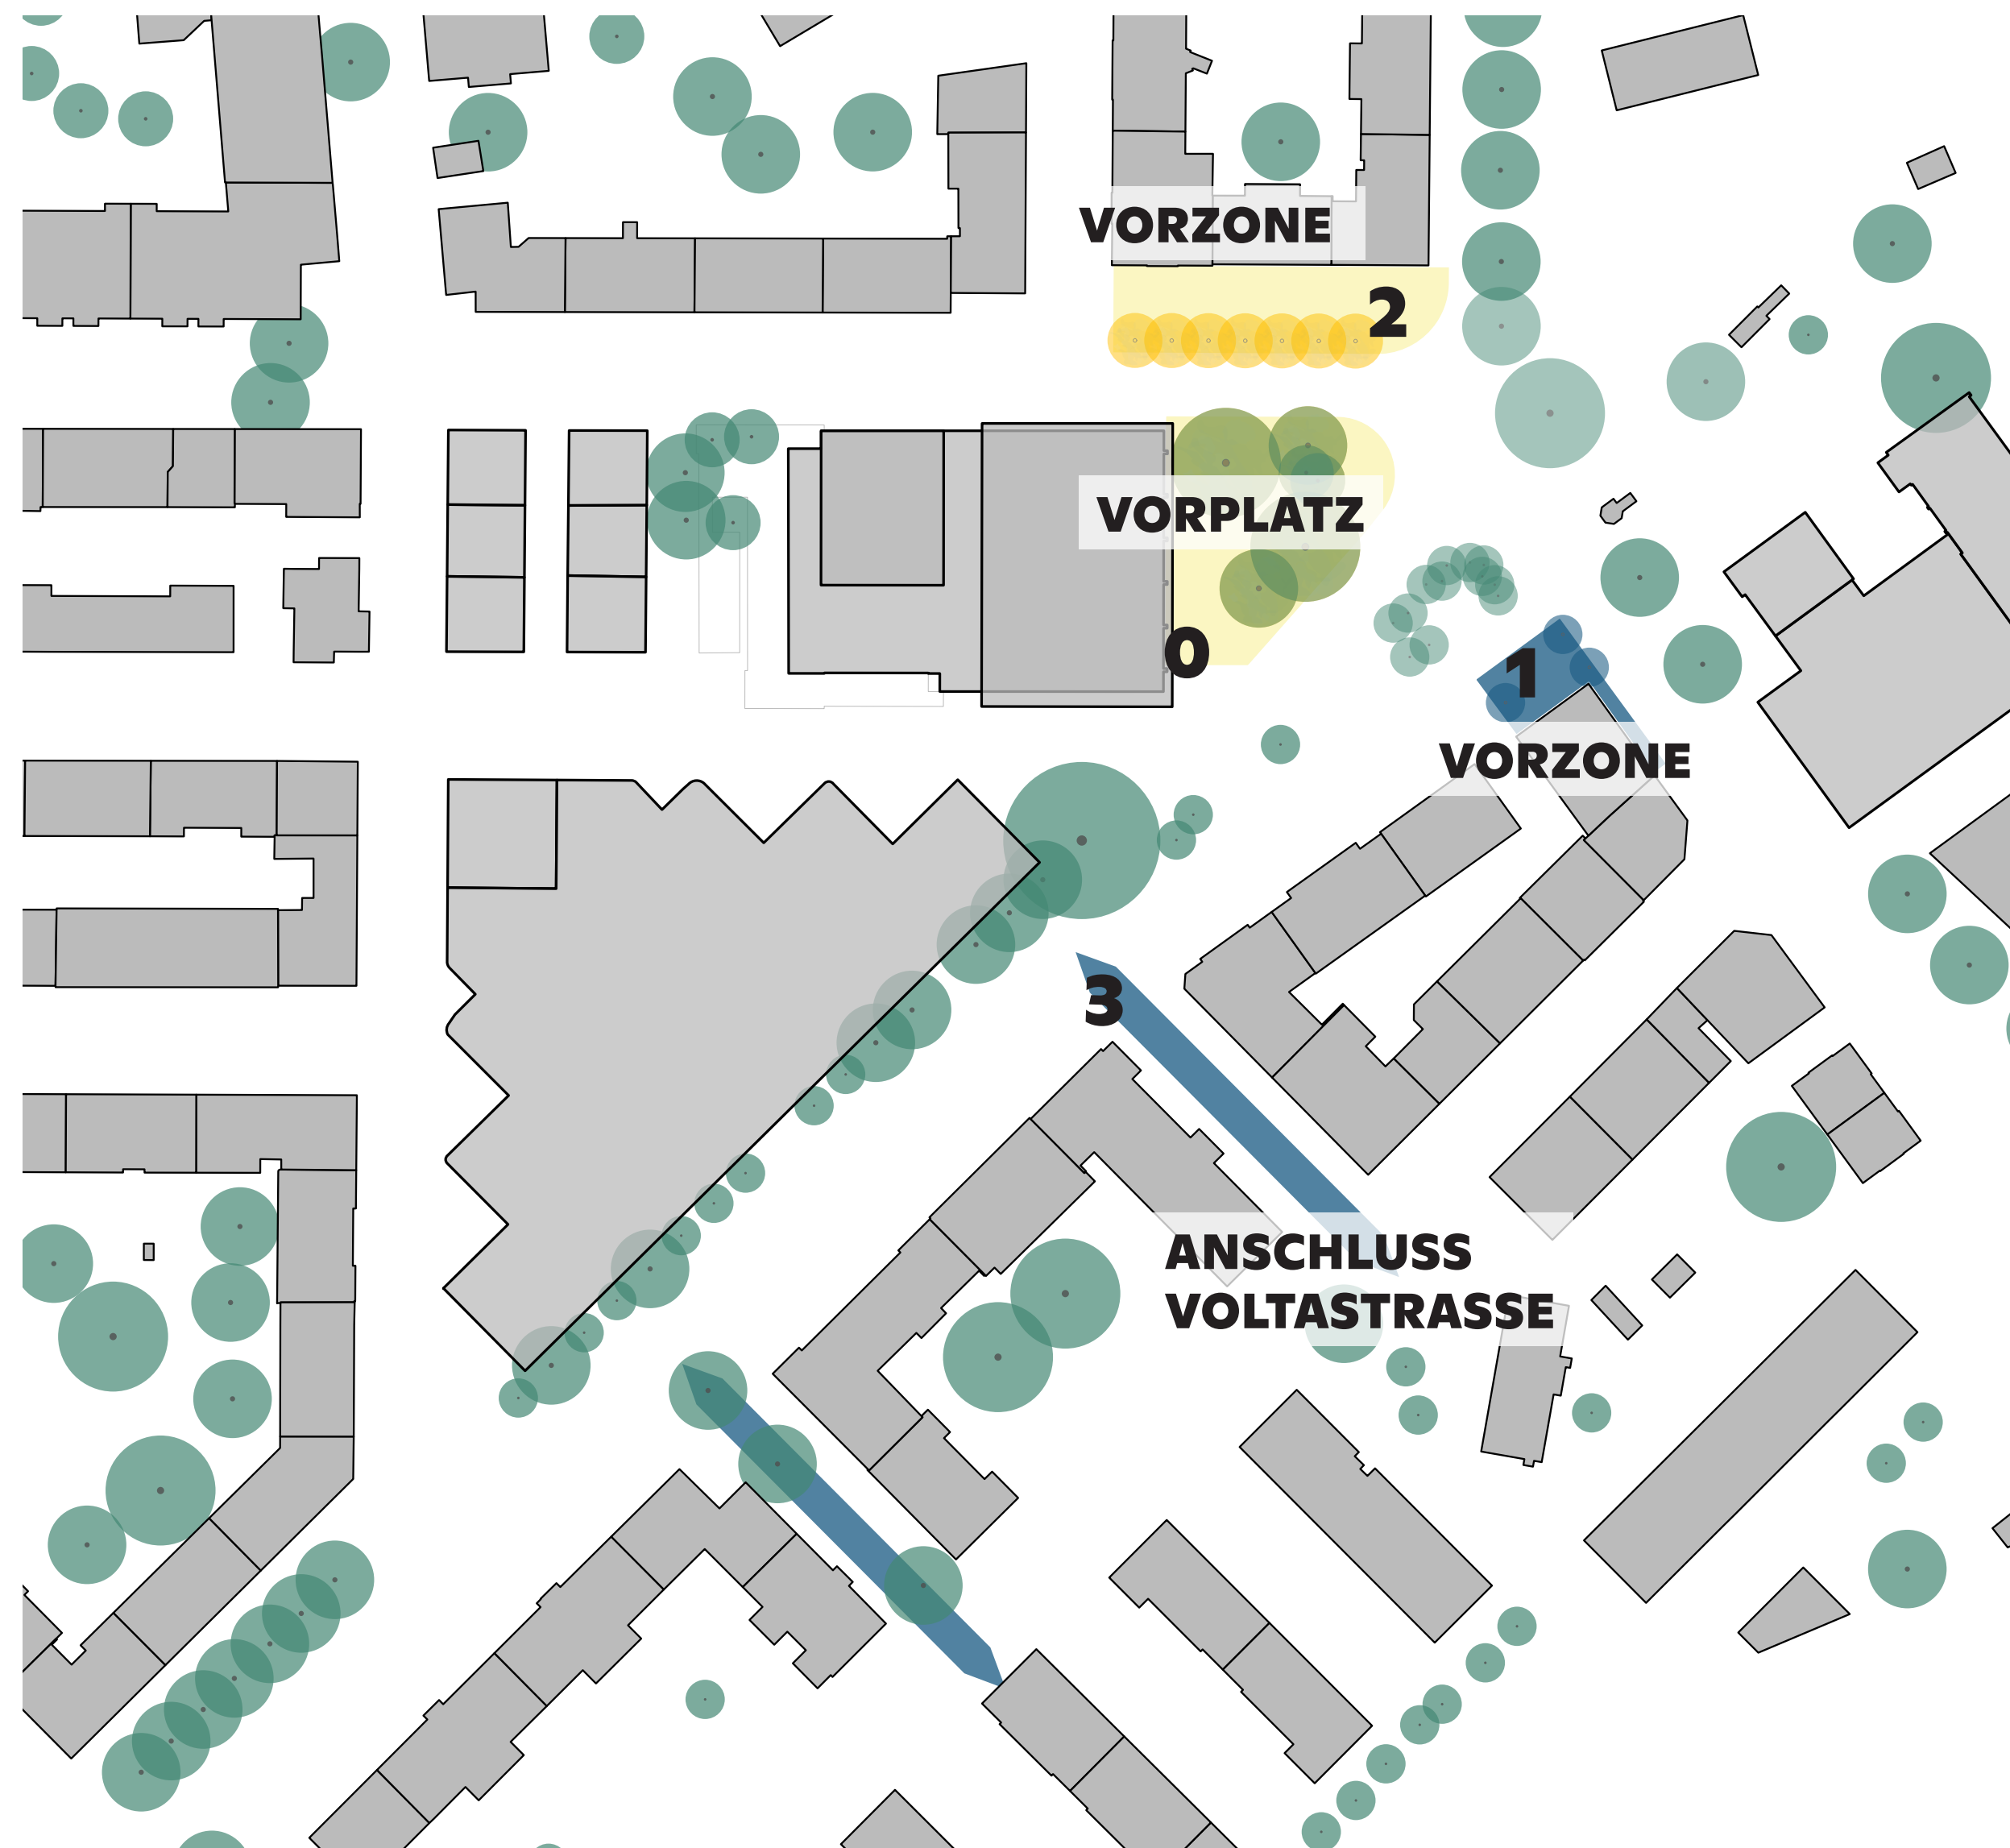 VORZONE
2
VORPLATZ
0
1
VORZONE
3
ANSCHLUSS
VOLTASTRASSE